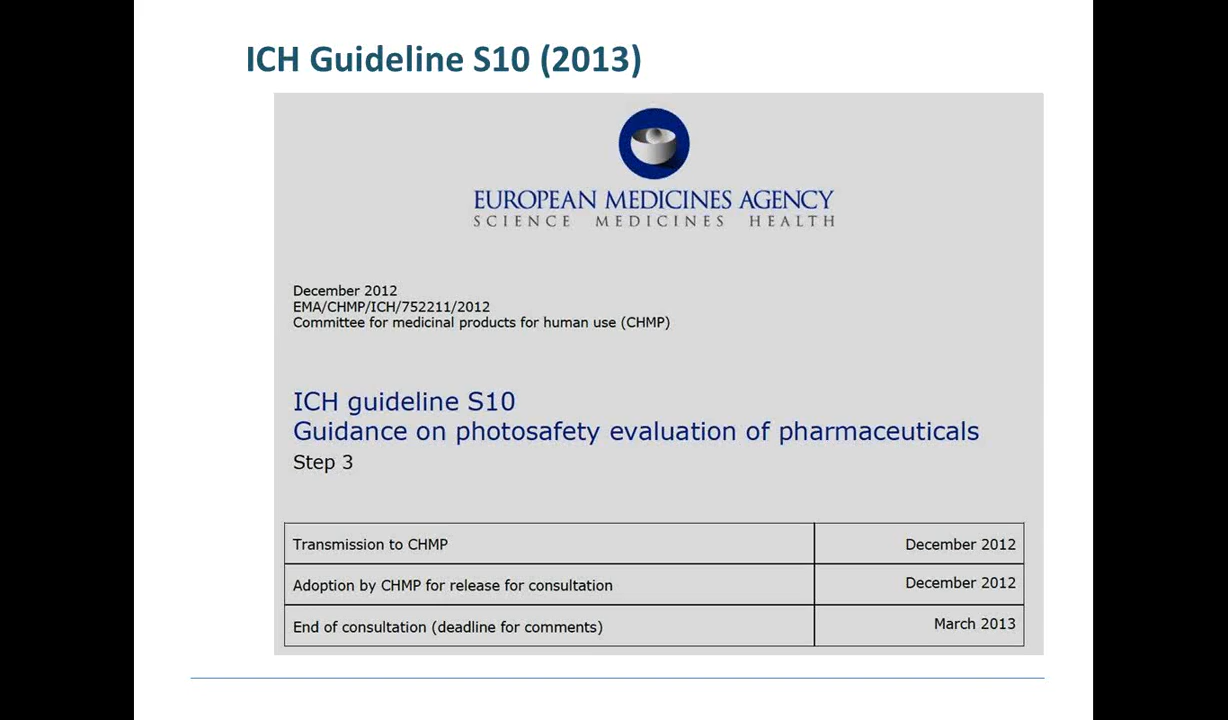 ICH Guideline S10 (2013)
EUROPEAN MEDICINES AGENCY
SCIENCE MEDICINES HEALTH
December 2012
EMA/CHMP/ICH/752211/2012
Committee for medicinal products for human use (CHMP)
ICH guideline S10
Guidance on photosafety evaluation of pharmaceuticals
Step 3
Transmission to CHMP December 2012
Adoption by CHMP for release for consultation December 2012
End of consultation (deadline for comments) March 2013